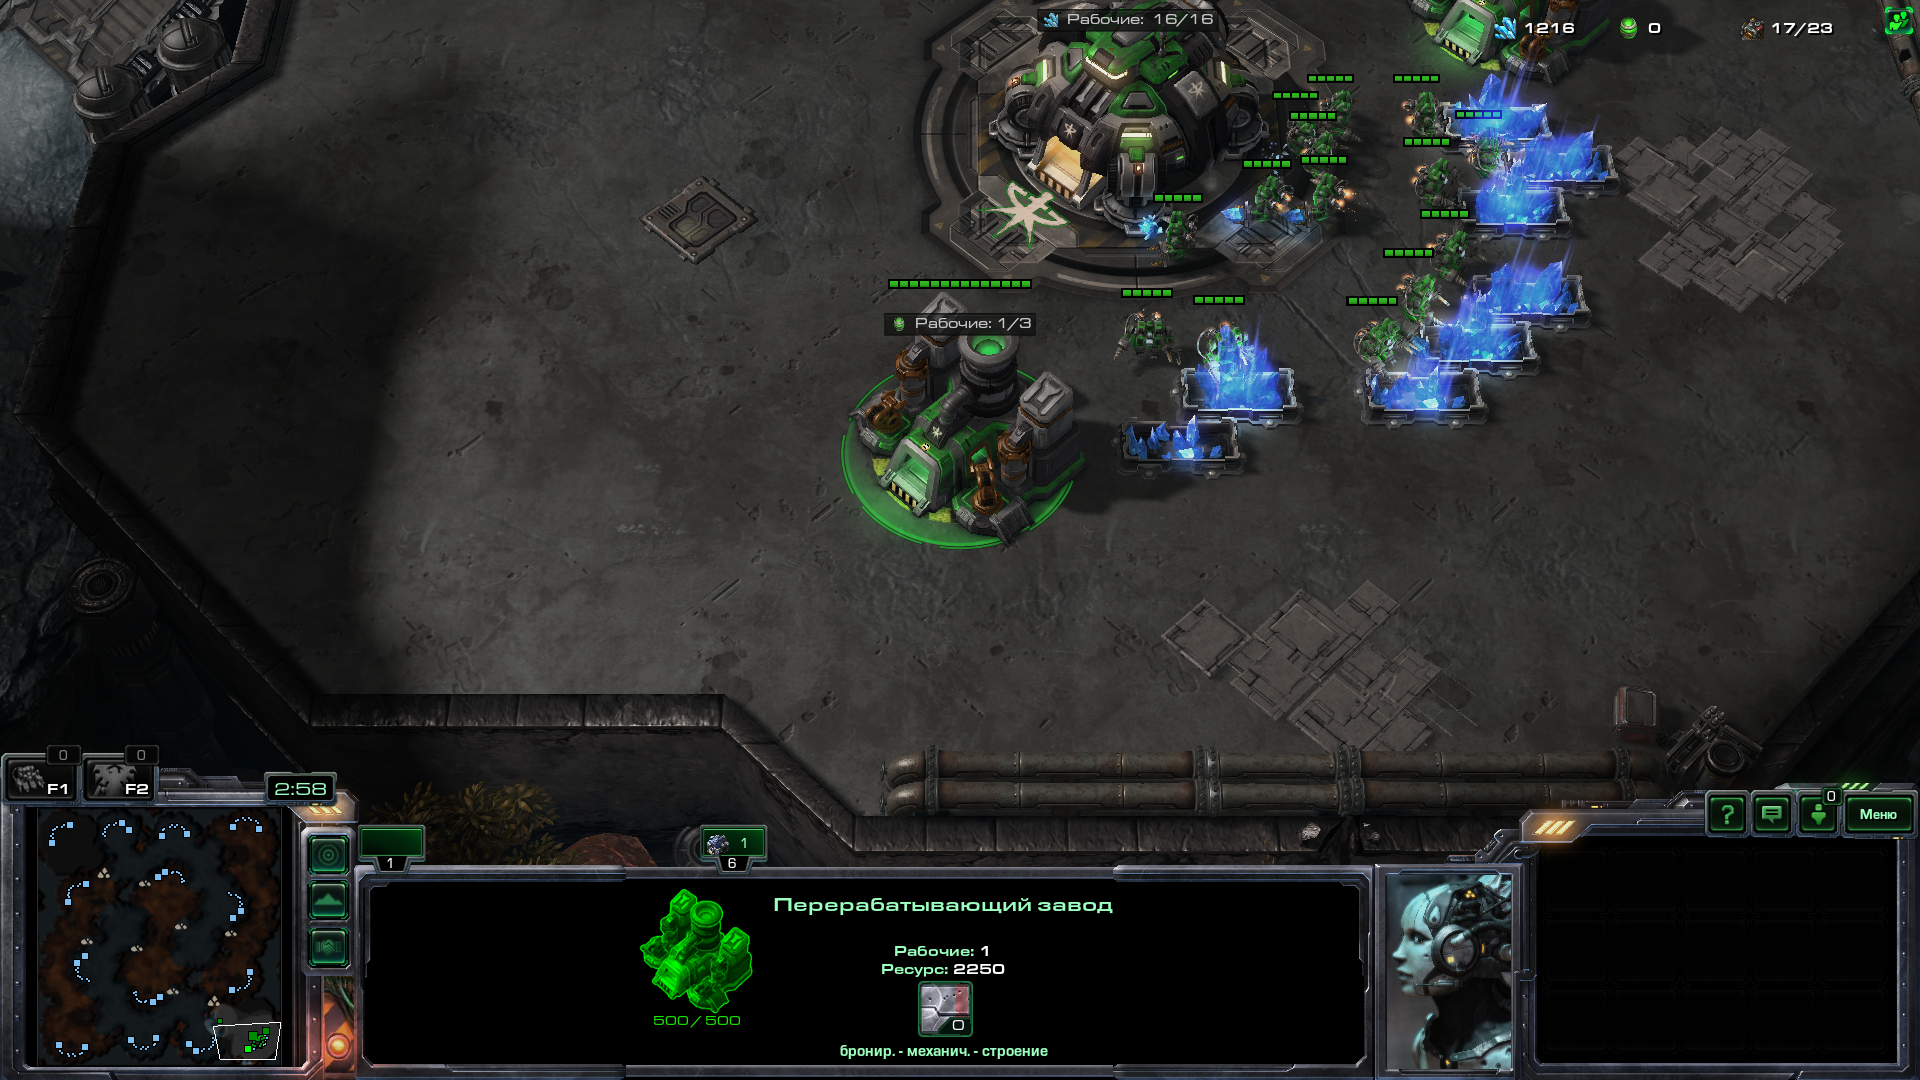 Рабочие: 16/16
1216
0
17/23
Рабочие: 1/3
0
0
F1
F2
2:58
1
1
6
0
?
Меню
Перерабатывающий завод
Рабочие: 1
Ресурс: 2250
0
500/500
бронир. - механич. - строение